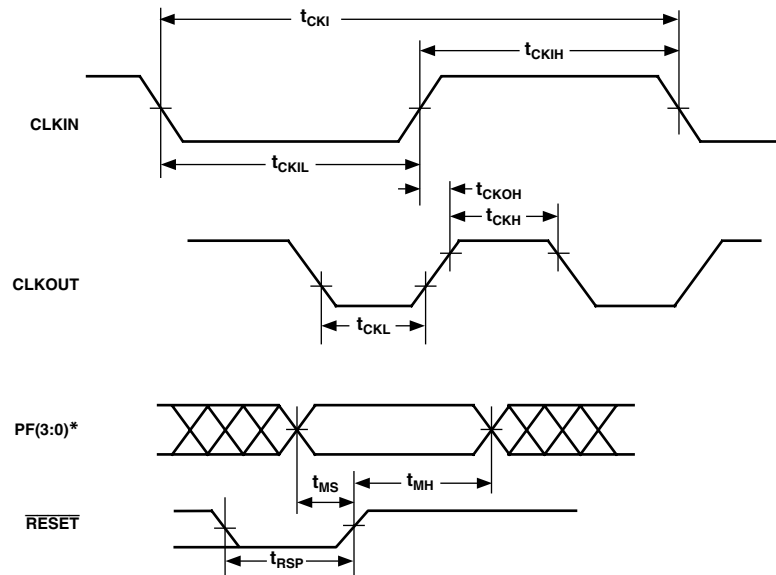 tCKI
tCKIH
CLKIN
tCKIL
tCKOH
tCKH
CLKOUT
tCKL
PF(3:0)*
tMS
tMH
RESET
tRSP